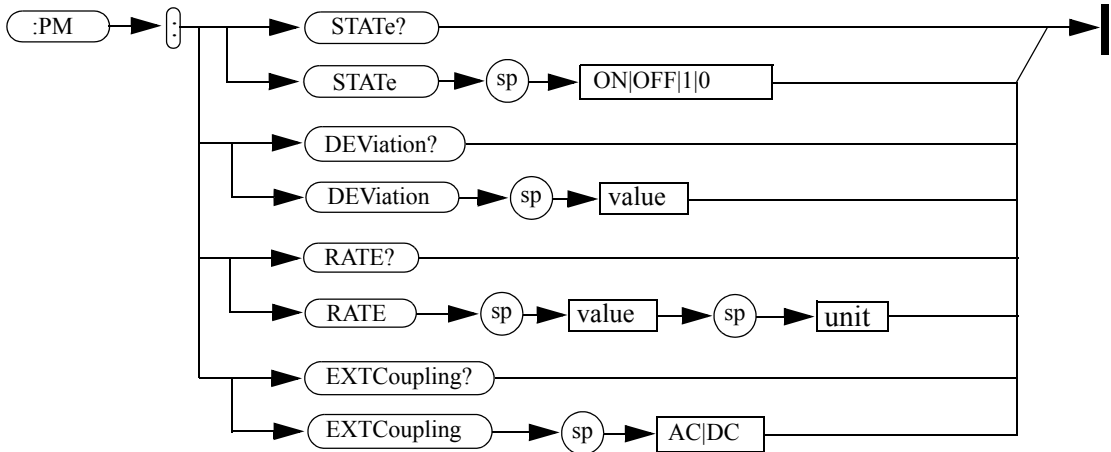 :PM : STATe?
STATe sp ON|OFF|1|0
DEViation?
DEViation sp value
RATE?
RATE sp value sp unit
EXTCoupling?
EXTCoupling sp AC|DC